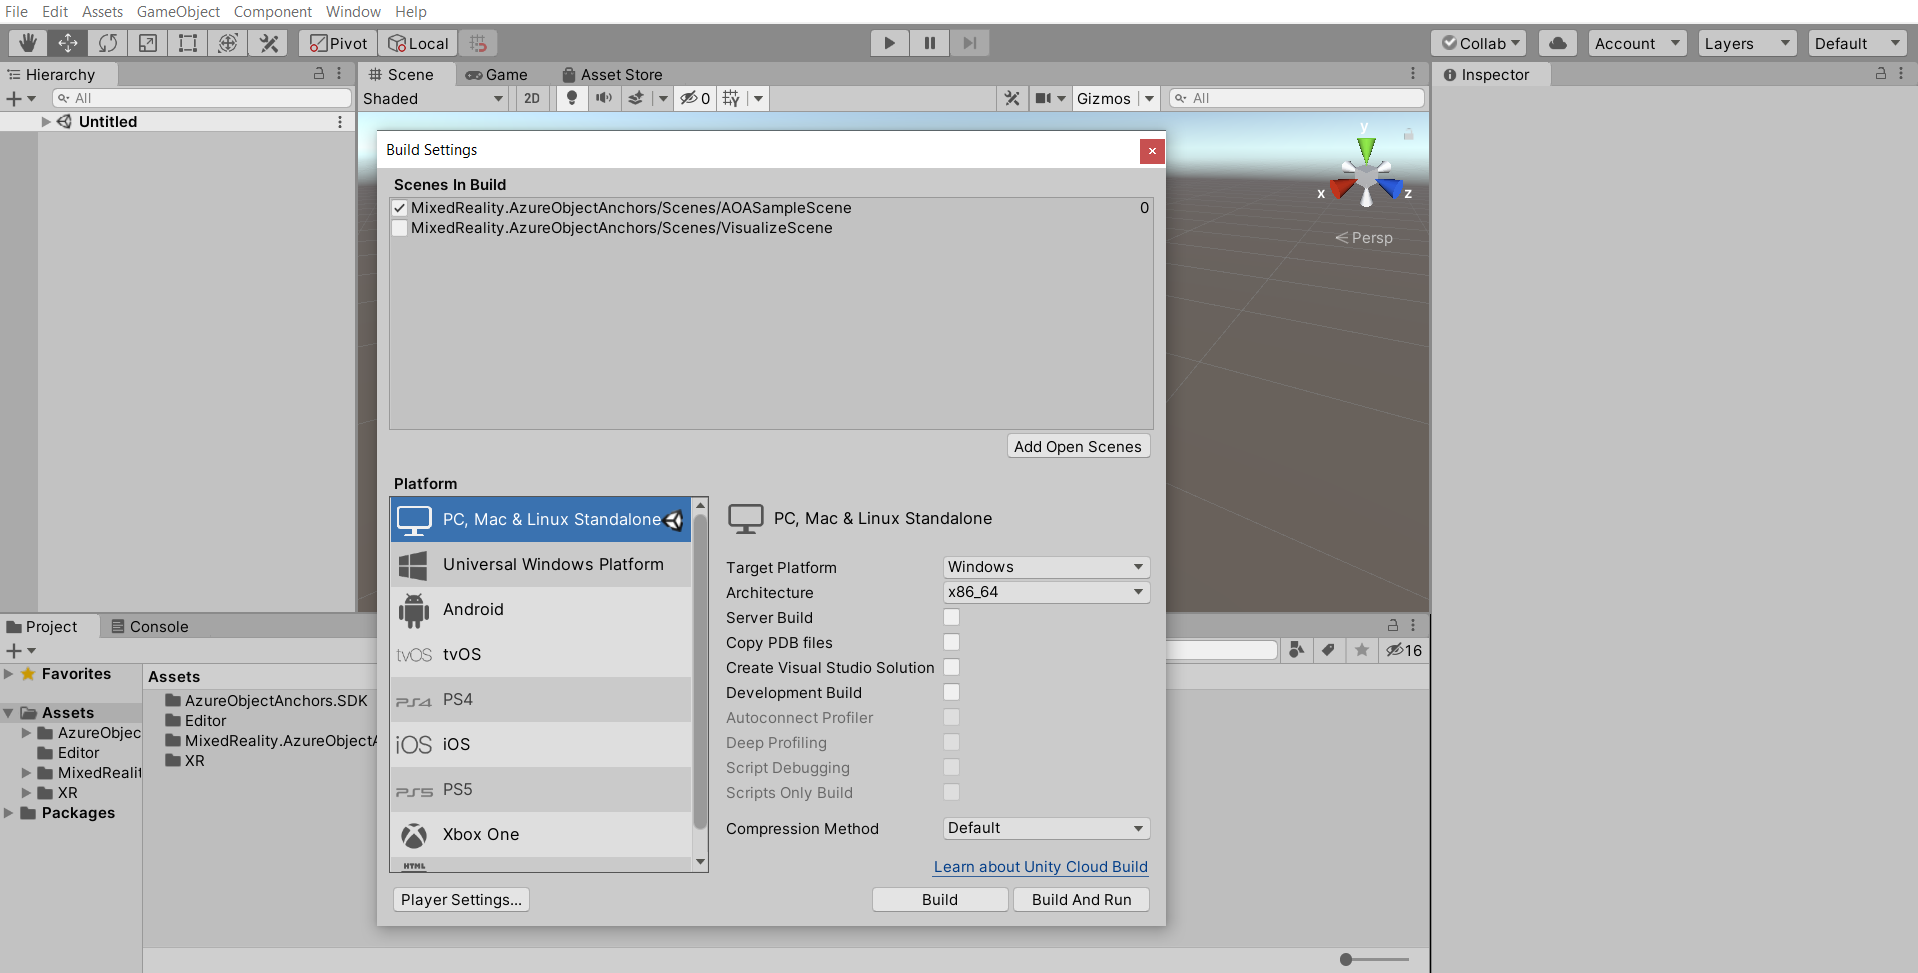 File Edit Assets GameObject Component Window Help
Pivot Local Collab Account Layers Default
Hierarchy
All
Untitled
Scene Game Asset Store
Shaded 2D 0 Gizmos All
y
x z
Persp
Inspector
Build Settings
Scenes In Build
MixedReality.AzureObjectAnchors/Scenes/AOASampleScene 0
MixedReality.AzureObjectAnchors/Scenes/VisualizeScene
Add Open Scenes
Platform
PC, Mac & Linux Standalone
Universal Windows Platform
Android
tvOS tvOS
PS4 PS4
iOS iOS
PS5 PS5
Xbox One
HTML
PC, Mac & Linux Standalone
Target Platform Windows
Architecture x86_64
Server Build
Copy PDB files
Create Visual Studio Solution
Development Build
Autoconnect Profiler
Deep Profiling
Script Debugging
Scripts Only Build
Compression Method Default
Learn about Unity Cloud Build
Player Settings... Build Build And Run
Project Console
16
Favorites
Assets
AzureObjec
Editor
MixedRealit
XR
Packages
Assets
AzureObjectAnchors.SDK
Editor
MixedReality.AzureObjectA
XR